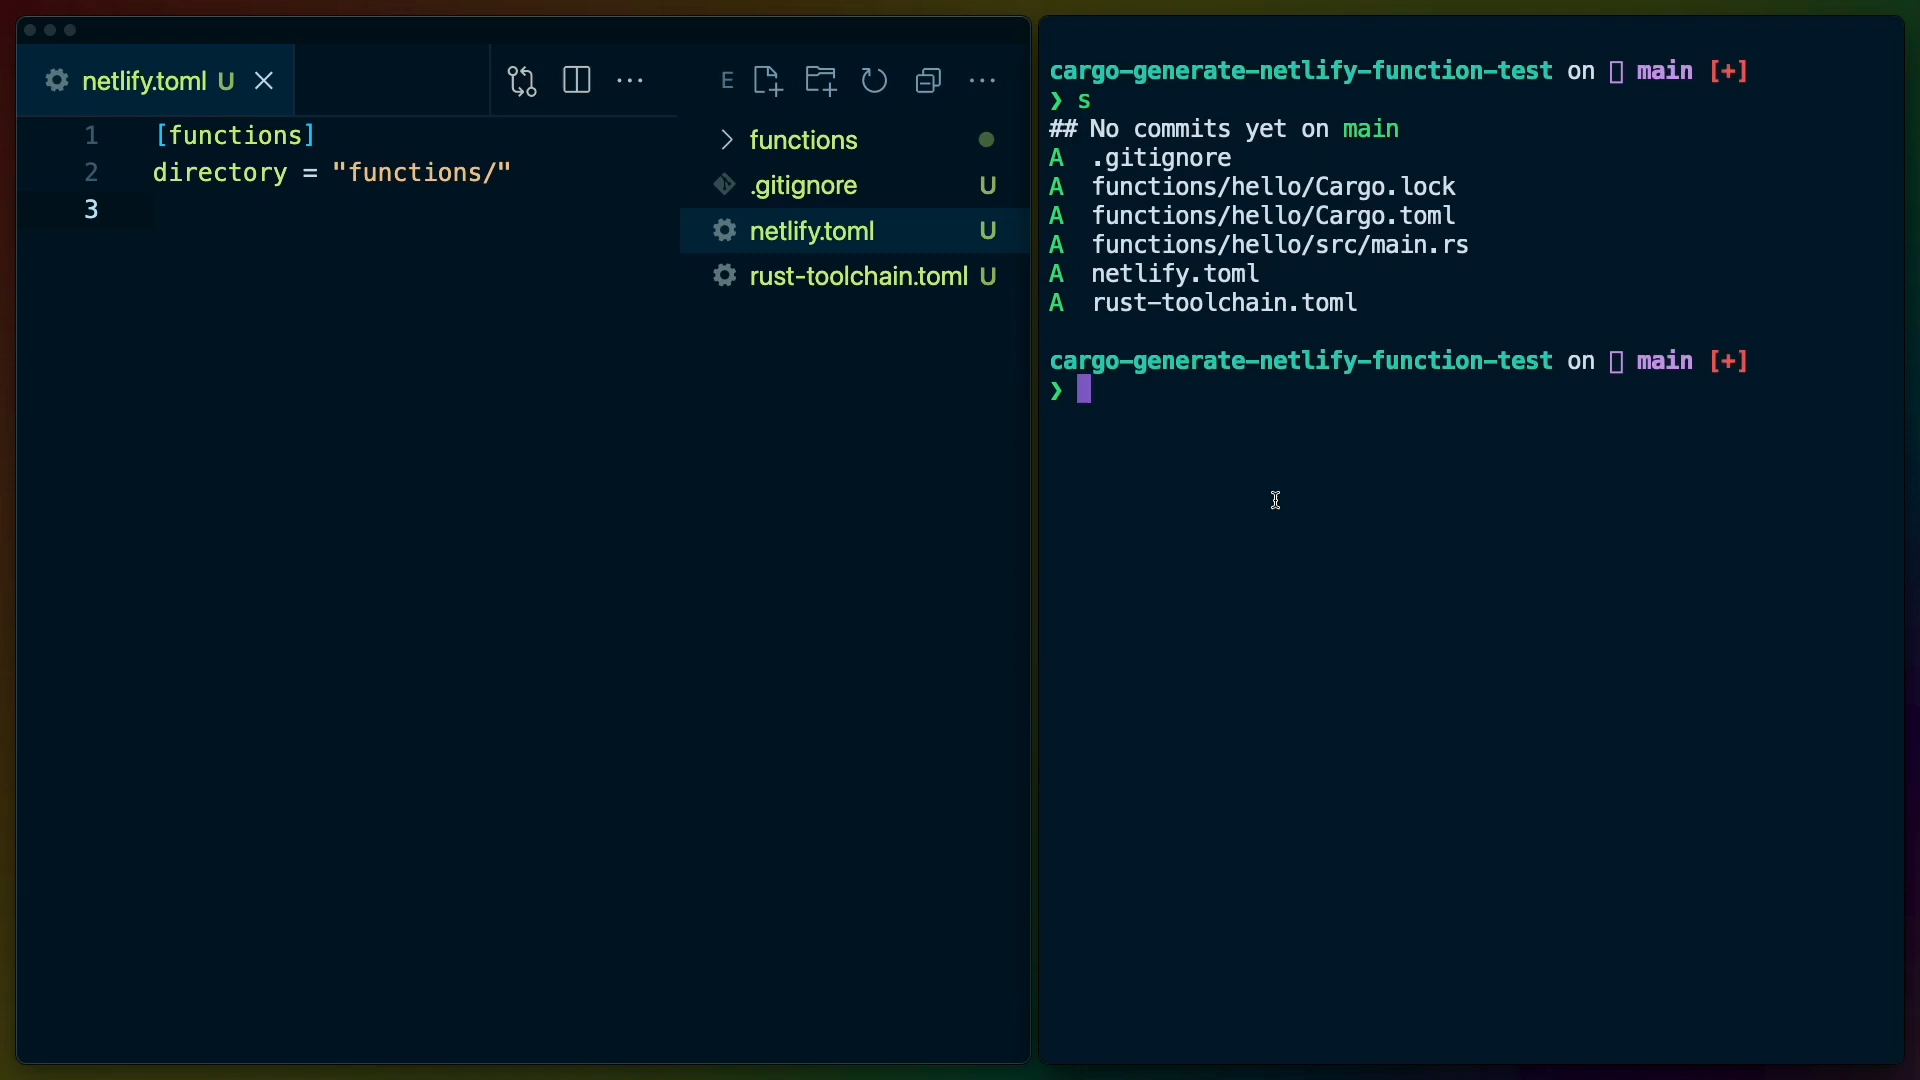 netlify.toml U
1 [functions]
2 directory = "functions/"
3
E
functions
.gitignore U
netlify.toml U
rust-toolchain.toml U
cargo-generate-netlify-function-test on main [+]
❯ s
## No commits yet on main
A .gitignore
A functions/hello/Cargo.lock
A functions/hello/Cargo.toml
A functions/hello/src/main.rs
A netlify.toml
A rust-toolchain.toml
cargo-generate-netlify-function-test on main [+]
❯